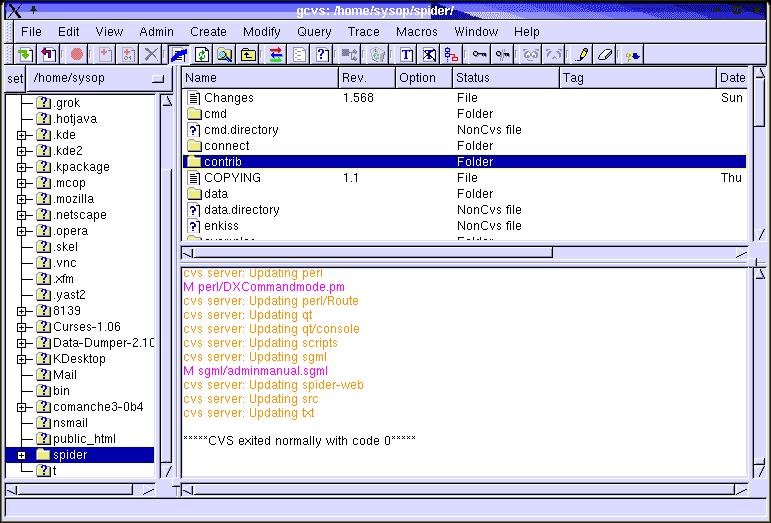 gcvs: /home/sysop/spider/
File Edit View Admin Create Modify Query Trace Macros Window Help
set /home/sysop
.grok
.hotjava
.kde
.kde2
.kpackage
.mcop
.mozilla
.netscape
.opera
.skel
.vnc
.xfm
.yast2
8139
Curses-1.06
Data-Dumper-2.10
KDesktop
Mail
bin
comanche3-0b4
nsmail
public_html
spider
t
Name Rev. Option Status Tag Date
Changes 1.568 File Sun
cmd Folder
cmd.directory NonCvs file
connect Folder
contrib Folder
COPYING 1.1 File Thu
data Folder
data.directory NonCvs file
enkiss NonCvs file
cvs server: Updating perl
M perl/DXCommandmode.pm
cvs server: Updating perl/Route
cvs server: Updating qt
cvs server: Updating qt/console
cvs server: Updating scripts
cvs server: Updating sgml
M sgml/adminmanual.sgml
cvs server: Updating spider-web
cvs server: Updating src
cvs server: Updating txt
*****CVS exited normally with code 0*****